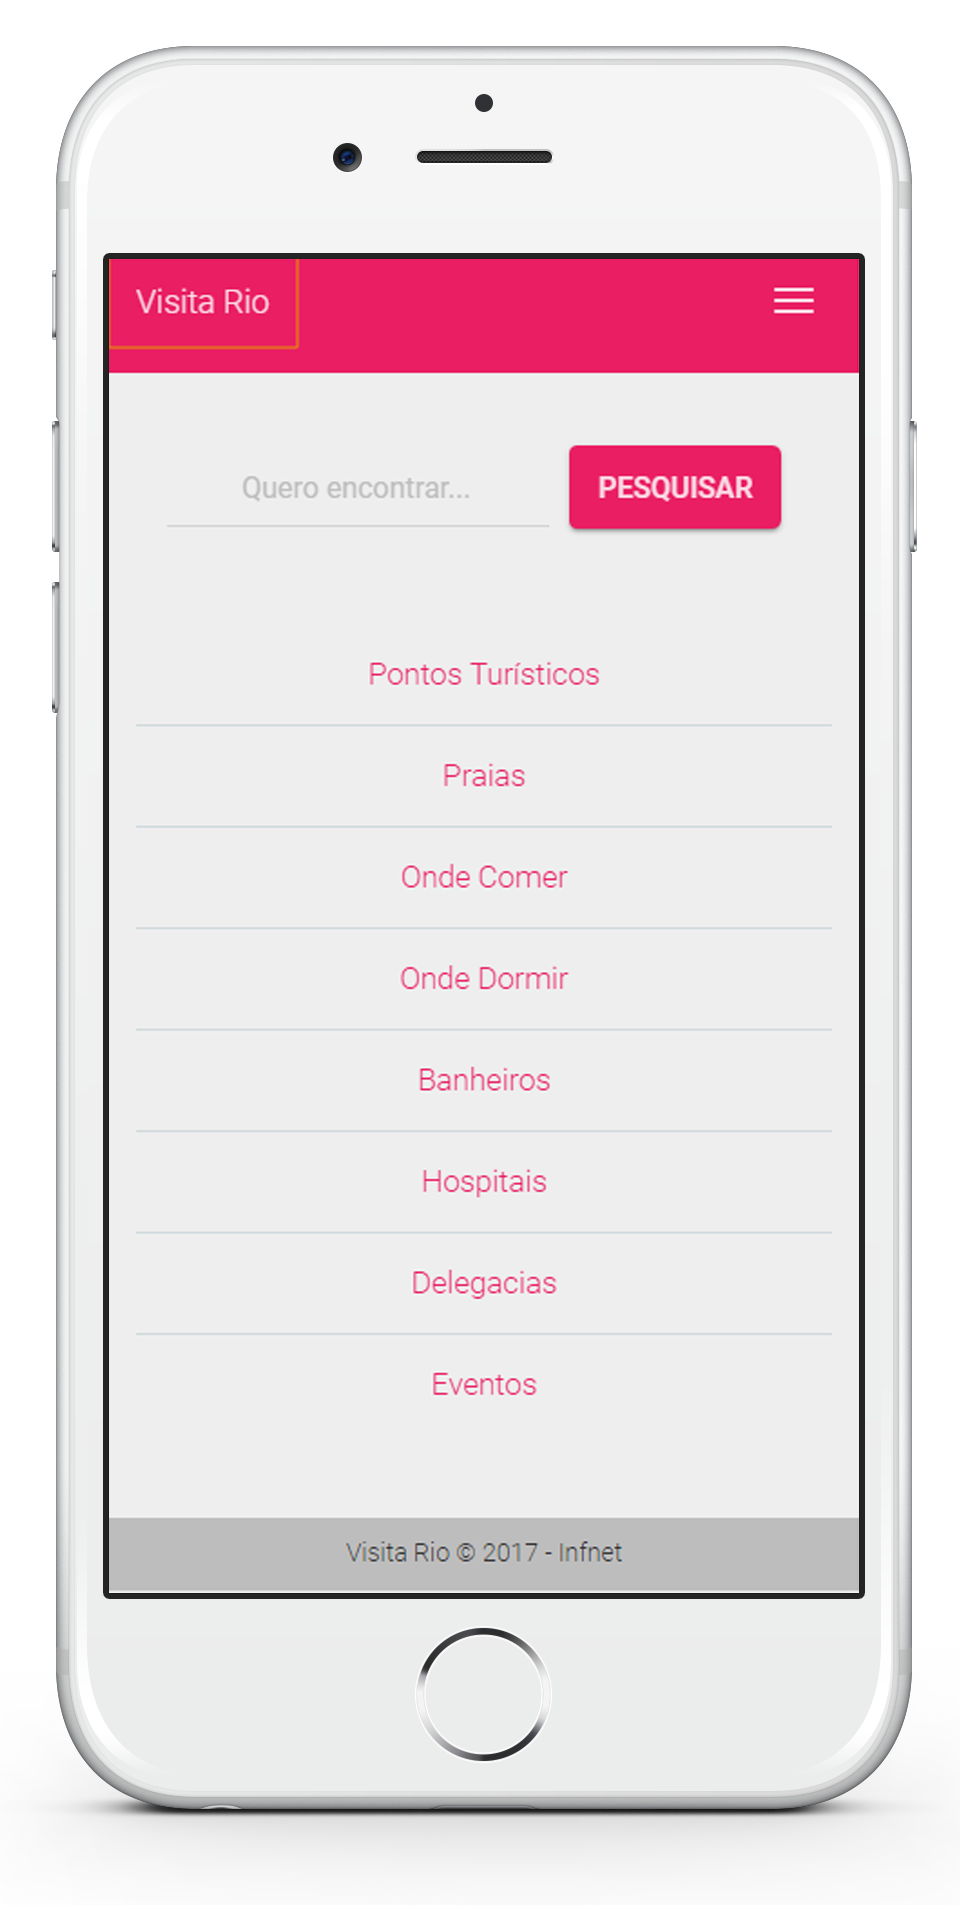 Visita Rio
Quero encontrar...
PESQUISAR
Pontos Turísticos
Praias
Onde Comer
Onde Dormir
Banheiros
Hospitais
Delegacias
Eventos
Visita Rio © 2017 - Infnet